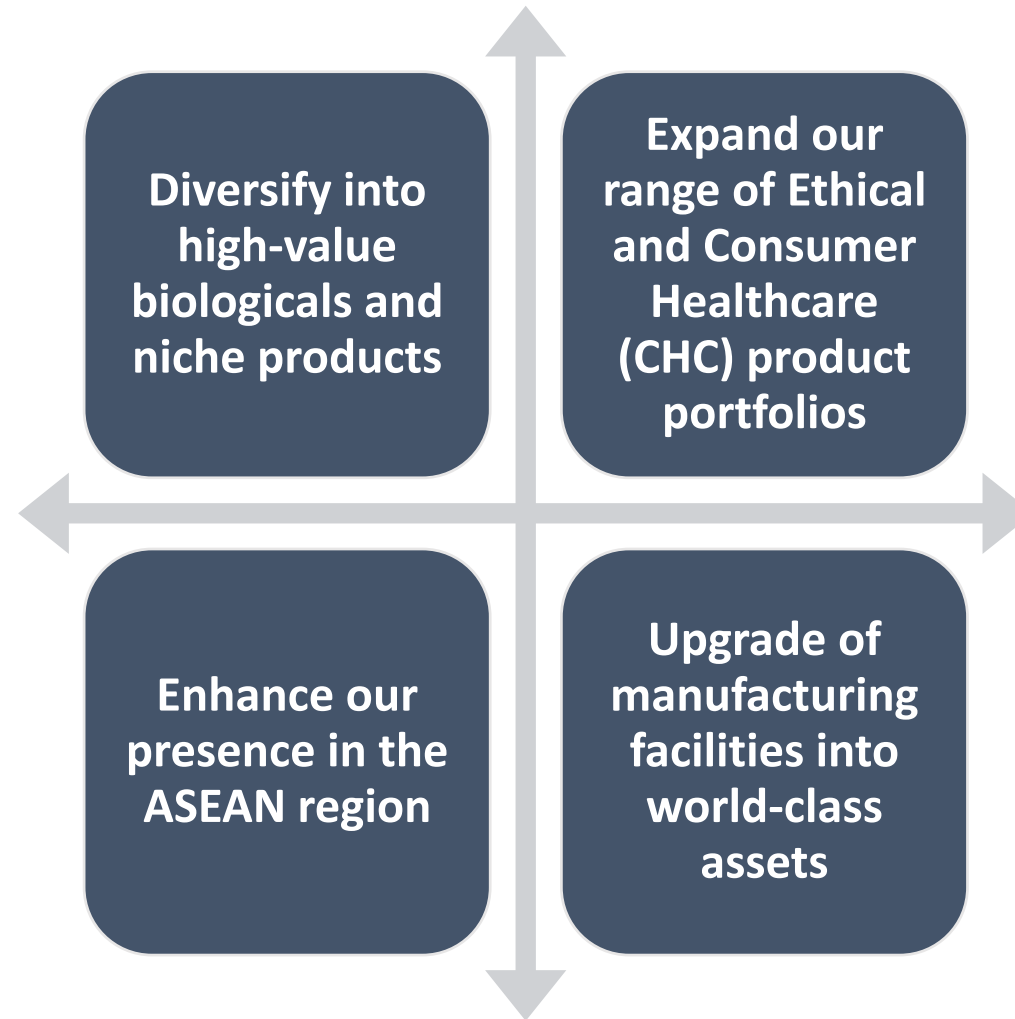 Diversify into
high-value
biologicals and
niche products
Expand our
range of Ethical
and Consumer
Healthcare
(CHC) product
portfolios
Enhance our
presence in the
ASEAN region
Upgrade of
manufacturing
facilities into
world-class
assets